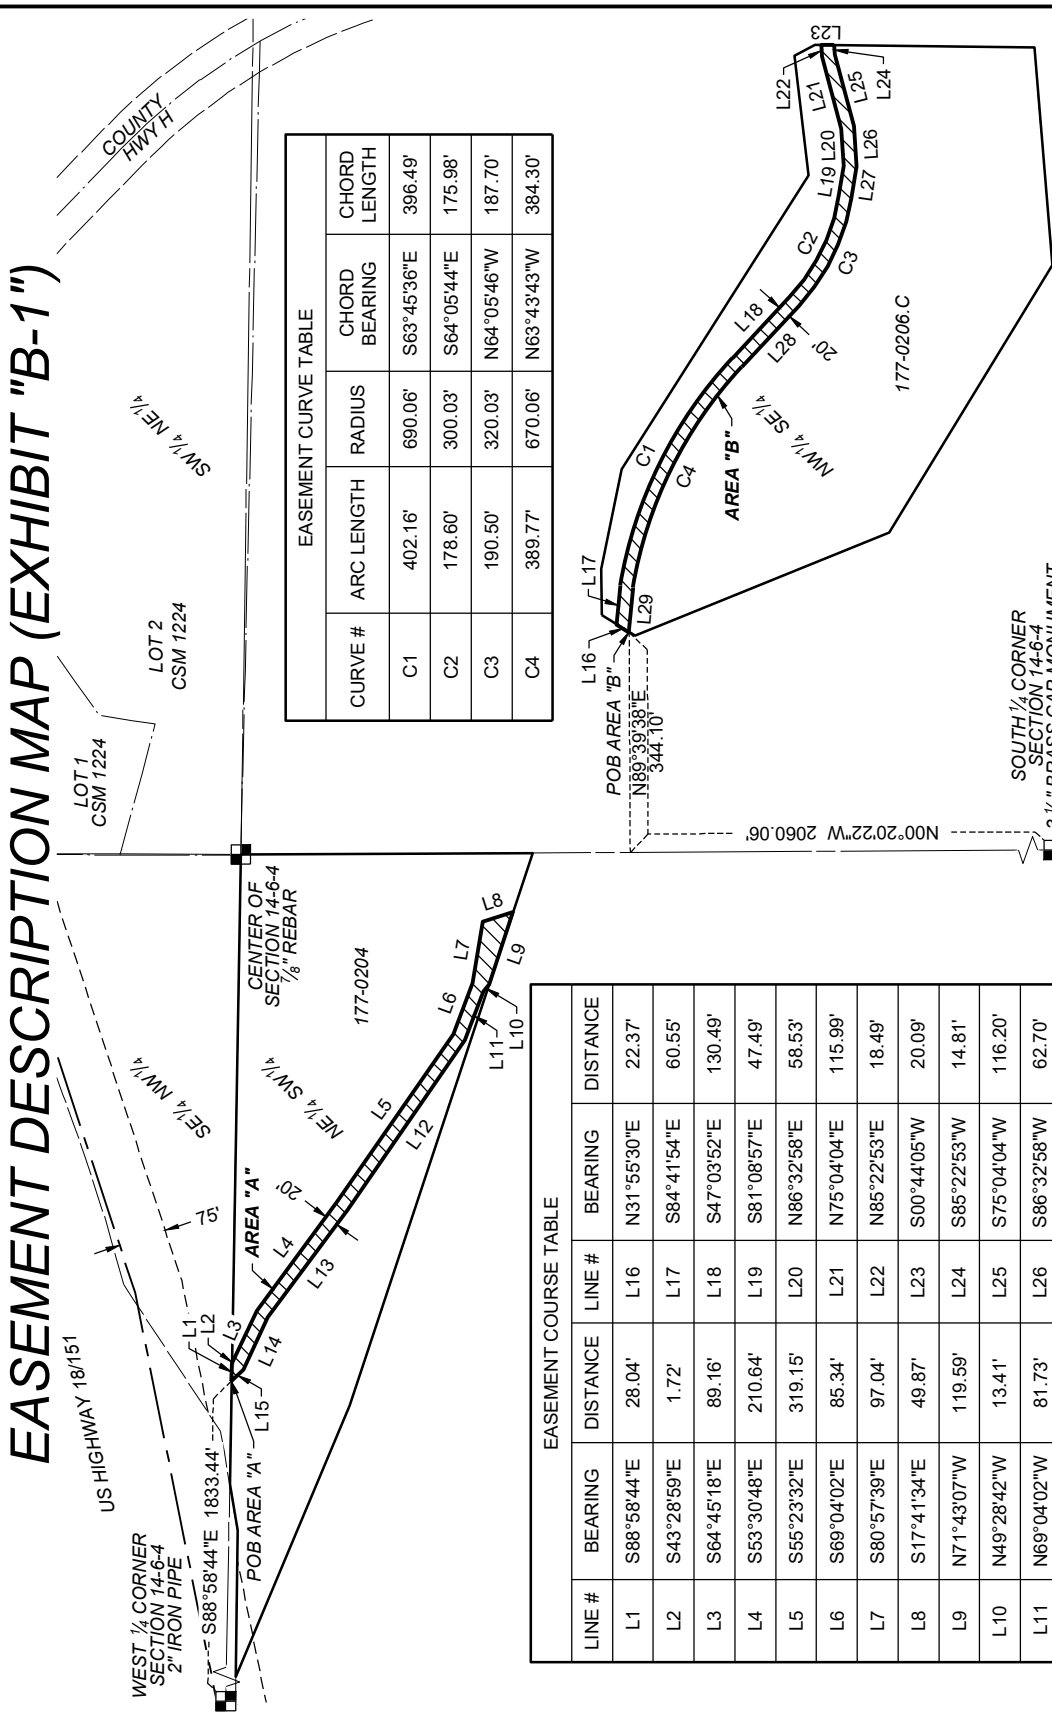 EASEMENT DESCRIPTION MAP (EXHIBIT "B-1")
US HIGHWAY 18/151
WEST ¼ CORNER
SECTION 14-6-4
2" IRON PIPE
S88°58'44"E 1833.44'
POB AREA "A"
75'
SE¼ NW¼
NE¼ SW¼
AREA "A"
20'
L1
L2
L3
L4
L5
L6
L7
L8
L9
L10
L11
L12
L13
L14
L15
177-0204
CENTER OF
SECTION 14-6-4
⅞" REBAR
LOT 1
CSM 1224
LOT 2
CSM 1224
SW¼ NE¼
COUNTY
HWY H
EASEMENT CURVE TABLE
CURVE # ARC LENGTH RADIUS CHORD BEARING CHORD LENGTH
C1 402.16' 690.06' S63°45'36"E 396.49'
C2 178.60' 300.03' S64°05'44"E 175.98'
C3 190.50' 320.03' N64°05'46"W 187.70'
C4 389.77' 670.06' N63°43'43"W 384.30'
POB AREA "B"
N89°39'38"E
344.10'
N00°20'22"W 2060.06'
L16
L17
L29
C1
C4
AREA "B"
NW¼ SE¼
L18
L28
20'
C2
C3
L19
L20
L27
L26
L21
L25
L22
L23
L24
177-0206.C
SOUTH ¼ CORNER
SECTION 14-6-4
EASEMENT COURSE TABLE
LINE # BEARING DISTANCE LINE # BEARING DISTANCE
L1 S88°58'44"E 28.04' L16 N31°55'30"E 22.37'
L2 S43°28'59"E 1.72' L17 S84°41'54"E 60.55'
L3 S64°45'18"E 89.16' L18 S47°03'52"E 130.49'
L4 S53°30'48"E 210.64' L19 S81°08'57"E 47.49'
L5 S55°23'32"E 319.15' L20 N86°32'58"E 58.53'
L6 S69°04'02"E 85.34' L21 N75°04'04"E 115.99'
L7 S80°57'39"E 97.04' L22 N85°22'53"E 18.49'
L8 S17°41'34"E 49.87' L23 S00°44'05"W 20.09'
L9 N71°43'07"W 119.59' L24 S85°22'53"W 14.81'
L10 N49°28'42"W 13.41' L25 S75°04'04"W 116.20'
L11 N69°04'02"W 81.73' L26 S86°32'58"W 62.70'